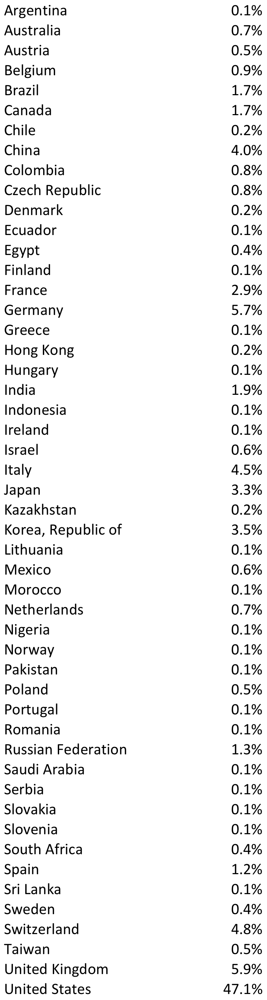 Argentina 0.1%
Australia 0.7%
Austria 0.5%
Belgium 0.9%
Brazil 1.7%
Canada 1.7%
Chile 0.2%
China 4.0%
Colombia 0.8%
Czech Republic 0.8%
Denmark 0.2%
Ecuador 0.1%
Egypt 0.4%
Finland 0.1%
France 2.9%
Germany 5.7%
Greece 0.1%
Hong Kong 0.2%
Hungary 0.1%
India 1.9%
Indonesia 0.1%
Ireland 0.1%
Israel 0.6%
Italy 4.5%
Japan 3.3%
Kazakhstan 0.2%
Korea, Republic of 3.5%
Lithuania 0.1%
Mexico 0.6%
Morocco 0.1%
Netherlands 0.7%
Nigeria 0.1%
Norway 0.1%
Pakistan 0.1%
Poland 0.5%
Portugal 0.1%
Romania 0.1%
Russian Federation 1.3%
Saudi Arabia 0.1%
Serbia 0.1%
Slovakia 0.1%
Slovenia 0.1%
South Africa 0.4%
Spain 1.2%
Sri Lanka 0.1%
Sweden 0.4%
Switzerland 4.8%
Taiwan 0.5%
United Kingdom 5.9%
United States 47.1%